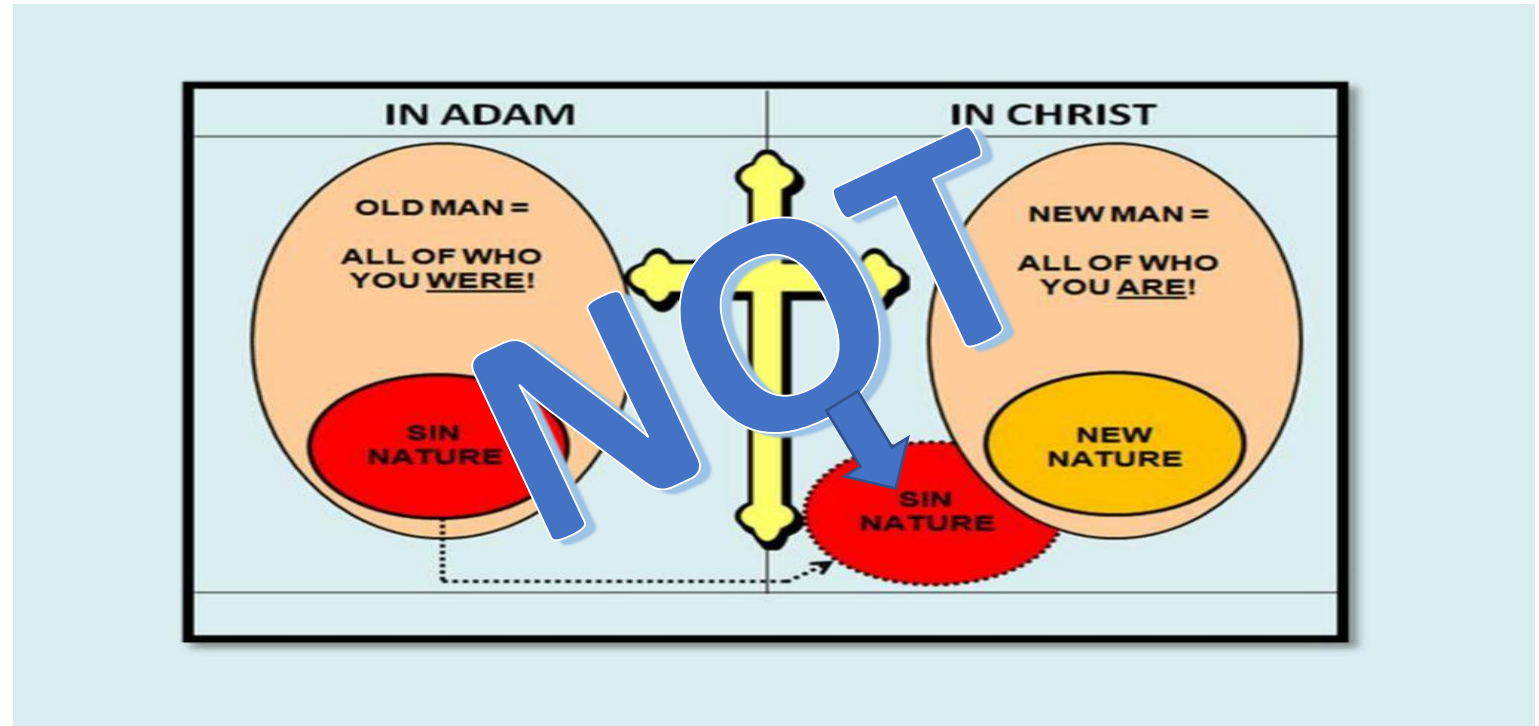 IN ADAM
IN CHRIST
OLD MAN =
ALL OF WHO
YOU WERE!
SIN
NATURE
NOT
NEW MAN =
ALL OF WHO
YOU ARE!
NEW
NATURE
SIN
NATURE